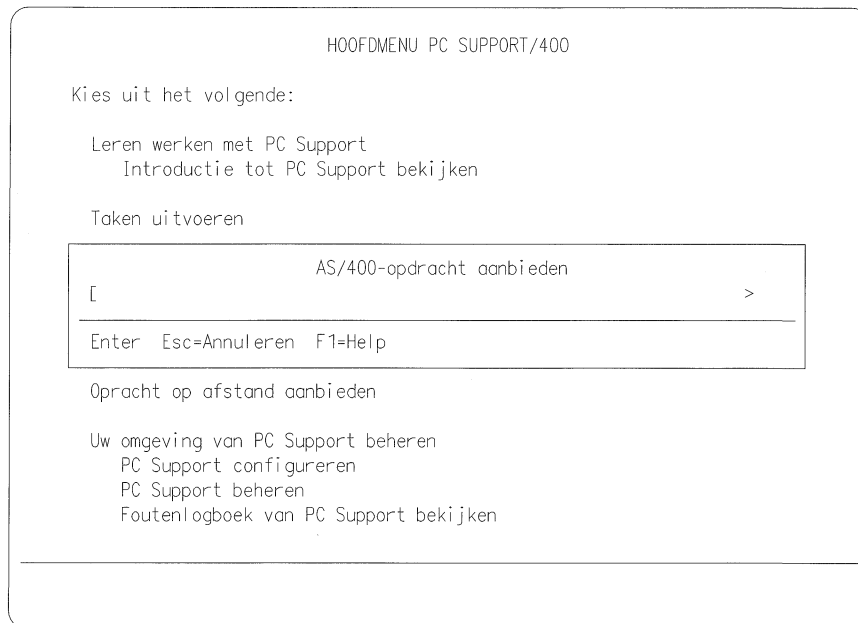 HOOFDMENU PC SUPPORT/400
Kies uit het volgende:
Leren werken met PC Support
Introductie tot PC Support bekijken
Taken uitvoeren
AS/400-opdracht aanbieden
[ >
Enter Esc=Annuleren F1=Help
Opracht op afstand aanbieden
Uw omgeving van PC Support beheren
PC Support configureren
PC Support beheren
Foutenlogboek van PC Support bekijken